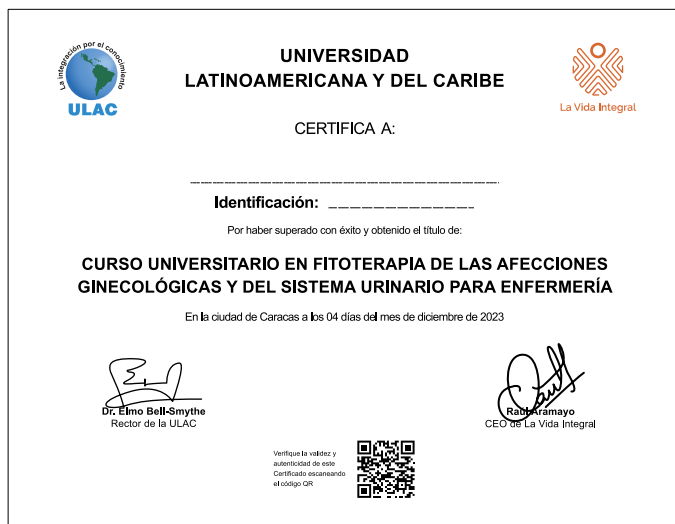 La integración por el conocimiento
ULAC
UNIVERSIDAD
LATINOAMERICANA Y DEL CARIBE
La Vida Integral
CERTIFICA A:
Identificación:
Por haber superado con éxito y obtenido el título de:
CURSO UNIVERSITARIO EN FITOTERAPIA DE LAS AFECCIONES
GINECOLÓGICAS Y DEL SISTEMA URINARIO PARA ENFERMERÍA
En la ciudad de Caracas a los 04 días del mes de diciembre de 2023
Dr. Elmo Bell-Smythe
Rector de la ULAC
Raúl Aramayo
CEO de La Vida Integral
Verifique la validez y
autenticidad de este
Certificado escaneando
el código QR